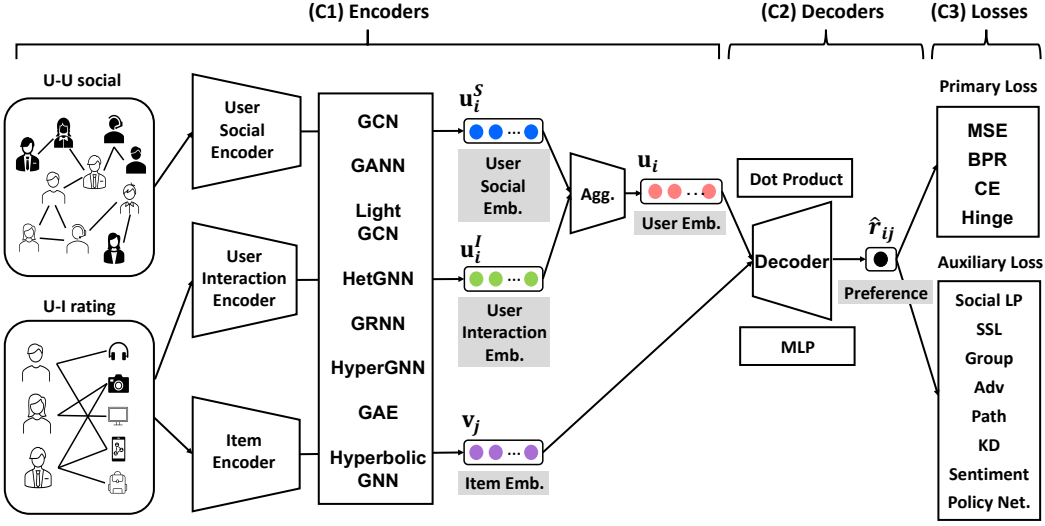 (C1) Encoders
(C2) Decoders
(C3) Losses
U-U social
U-I rating
User
Social
Encoder
User
Interaction
Encoder
Item
Encoder
GCN
GANN
Light
GCN
HetGNN
GRNN
HyperGNN
GAE
Hyperbolic
GNN
u_i^S
...
User
Social
Emb.
u_i^I
...
User
Interaction
Emb.
v_j
...
Item Emb.
Agg.
u_i
...
User Emb.
Dot Product
Decoder
MLP
r̂_ij
Preference
Primary Loss
MSE
BPR
CE
Hinge
Auxiliary Loss
Social LP
SSL
Group
Adv
Path
KD
Sentiment
Policy Net.